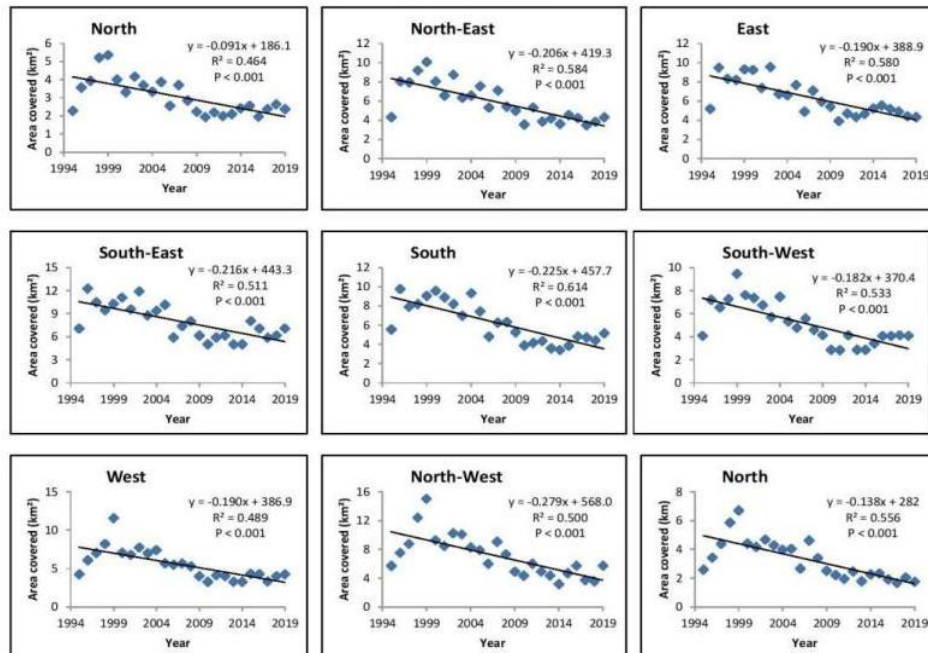 North
y = -0.091x + 186.1
R² = 0.464
P < 0.001
Area covered (km²)
6
5
4
3
2
1
0
1994 1999 2004 2009 2014 2019
Year
North-East
y = -0.206x + 419.3
R² = 0.584
P < 0.001
Area covered (km²)
12
10
8
6
4
2
0
1994 1999 2004 2009 2014 2019
Year
East
y = -0.190x + 388.9
R² = 0.580
P < 0.001
Area covered (km²)
12
10
8
6
4
2
0
1994 1999 2004 2009 2014 2019
Year
South-East
y = -0.216x + 443.3
R² = 0.511
P < 0.001
Area covered (km²)
15
12
9
6
3
0
1994 1999 2004 2009 2014 2019
Year
South
y = -0.225x + 457.7
R² = 0.614
P < 0.001
Area covered (km²)
12
10
8
6
4
2
0
1994 1999 2004 2009 2014 2019
Year
South-West
y = -0.182x + 370.4
R² = 0.533
P < 0.001
Area covered (km²)
10
8
6
4
2
0
1994 1999 2004 2009 2014 2019
Year
West
y = -0.190x + 386.9
R² = 0.489
P < 0.001
Area covered (km²)
15
10
5
0
1994 1999 2004 2009 2014 2019
Year
North-West
y = -0.279x + 568.0
R² = 0.500
P < 0.001
Area covered (km²)
16
12
8
4
0
1994 1999 2004 2009 2014 2019
Year
North
y = -0.138x + 282
R² = 0.556
P < 0.001
Area covered (km)
8
6
4
2
0
1994 1999 2004 2009 2014 2019
Year